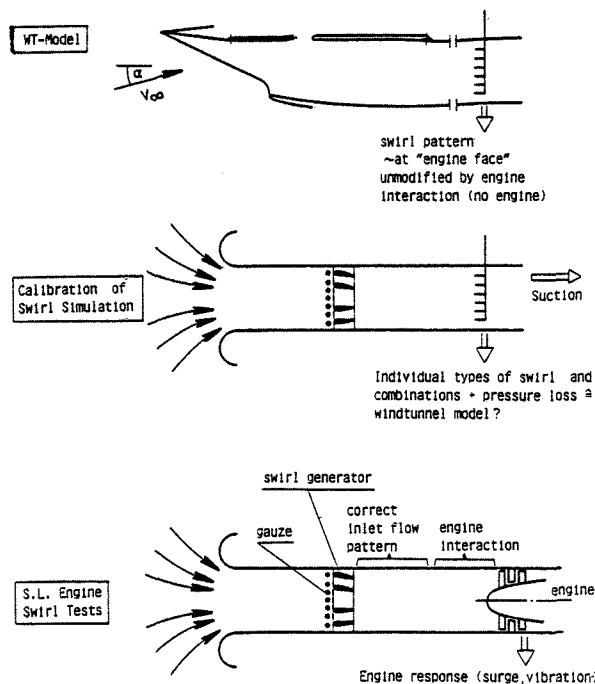 WT-Model
α
V∞
swirl pattern
~at "engine face"
unmodified by engine
interaction (no engine)
Calibration of
Swirl Simulation
Suction
Individual types of swirl and
combinations + pressure loss ≙
windtunnel model?
swirl generator
gauze
correct
inlet flow
pattern
engine
interaction
S.L. Engine
Swirl Tests
engine
Engine response (surge,vibration)